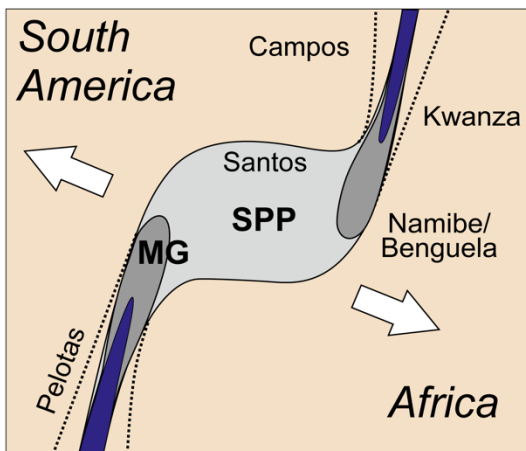 South
America
Campos
Kwanza
Santos
SPP
MG
Namibe/
Benguela
Pelotas
Africa